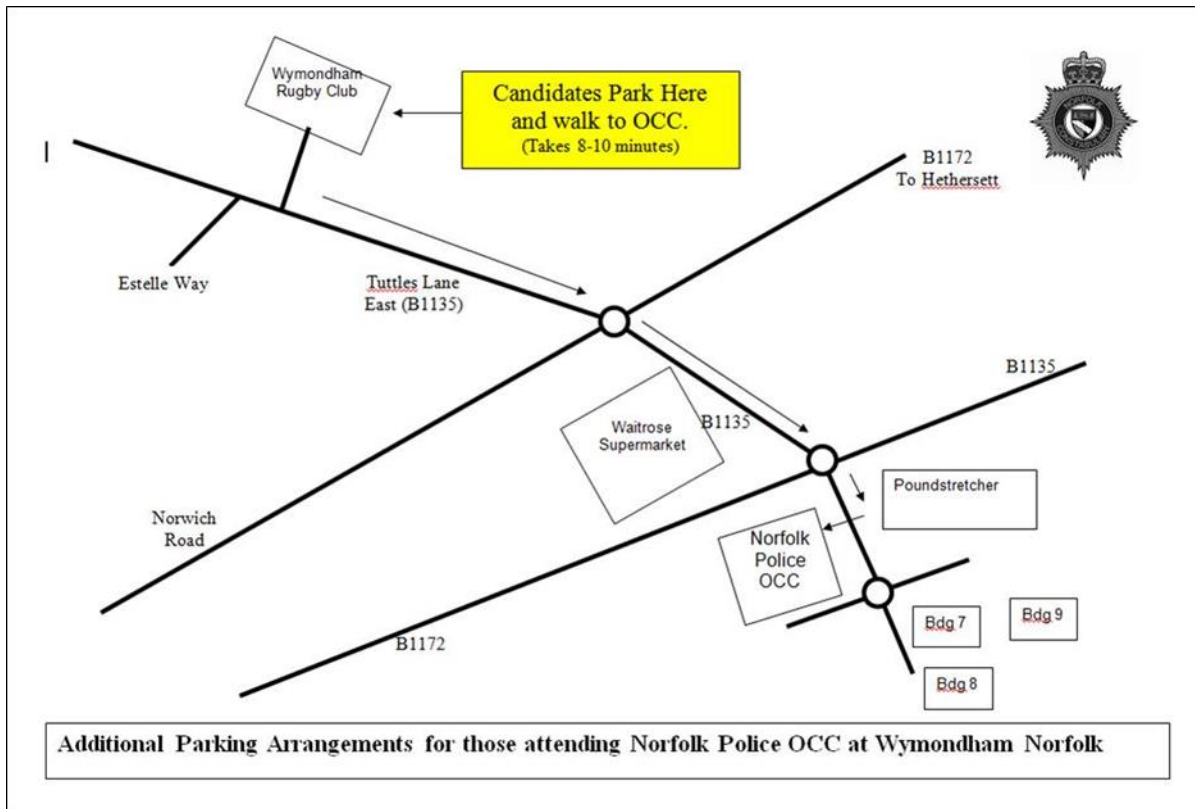 Wymondham
Rugby Club
Candidates Park Here
and walk to OCC.
(Takes 8-10 minutes)
B1172
To Hethersett
Estelle Way
Tuttles Lane
East (B1135)
B1135
B1135
Waitrose
Supermarket
Poundstretcher
Norwich
Road
Norfolk
Police
OCC
Bdg 7
Bdg 9
B1172
Bdg 8
Additional Parking Arrangements for those attending Norfolk Police OCC at Wymondham Norfolk